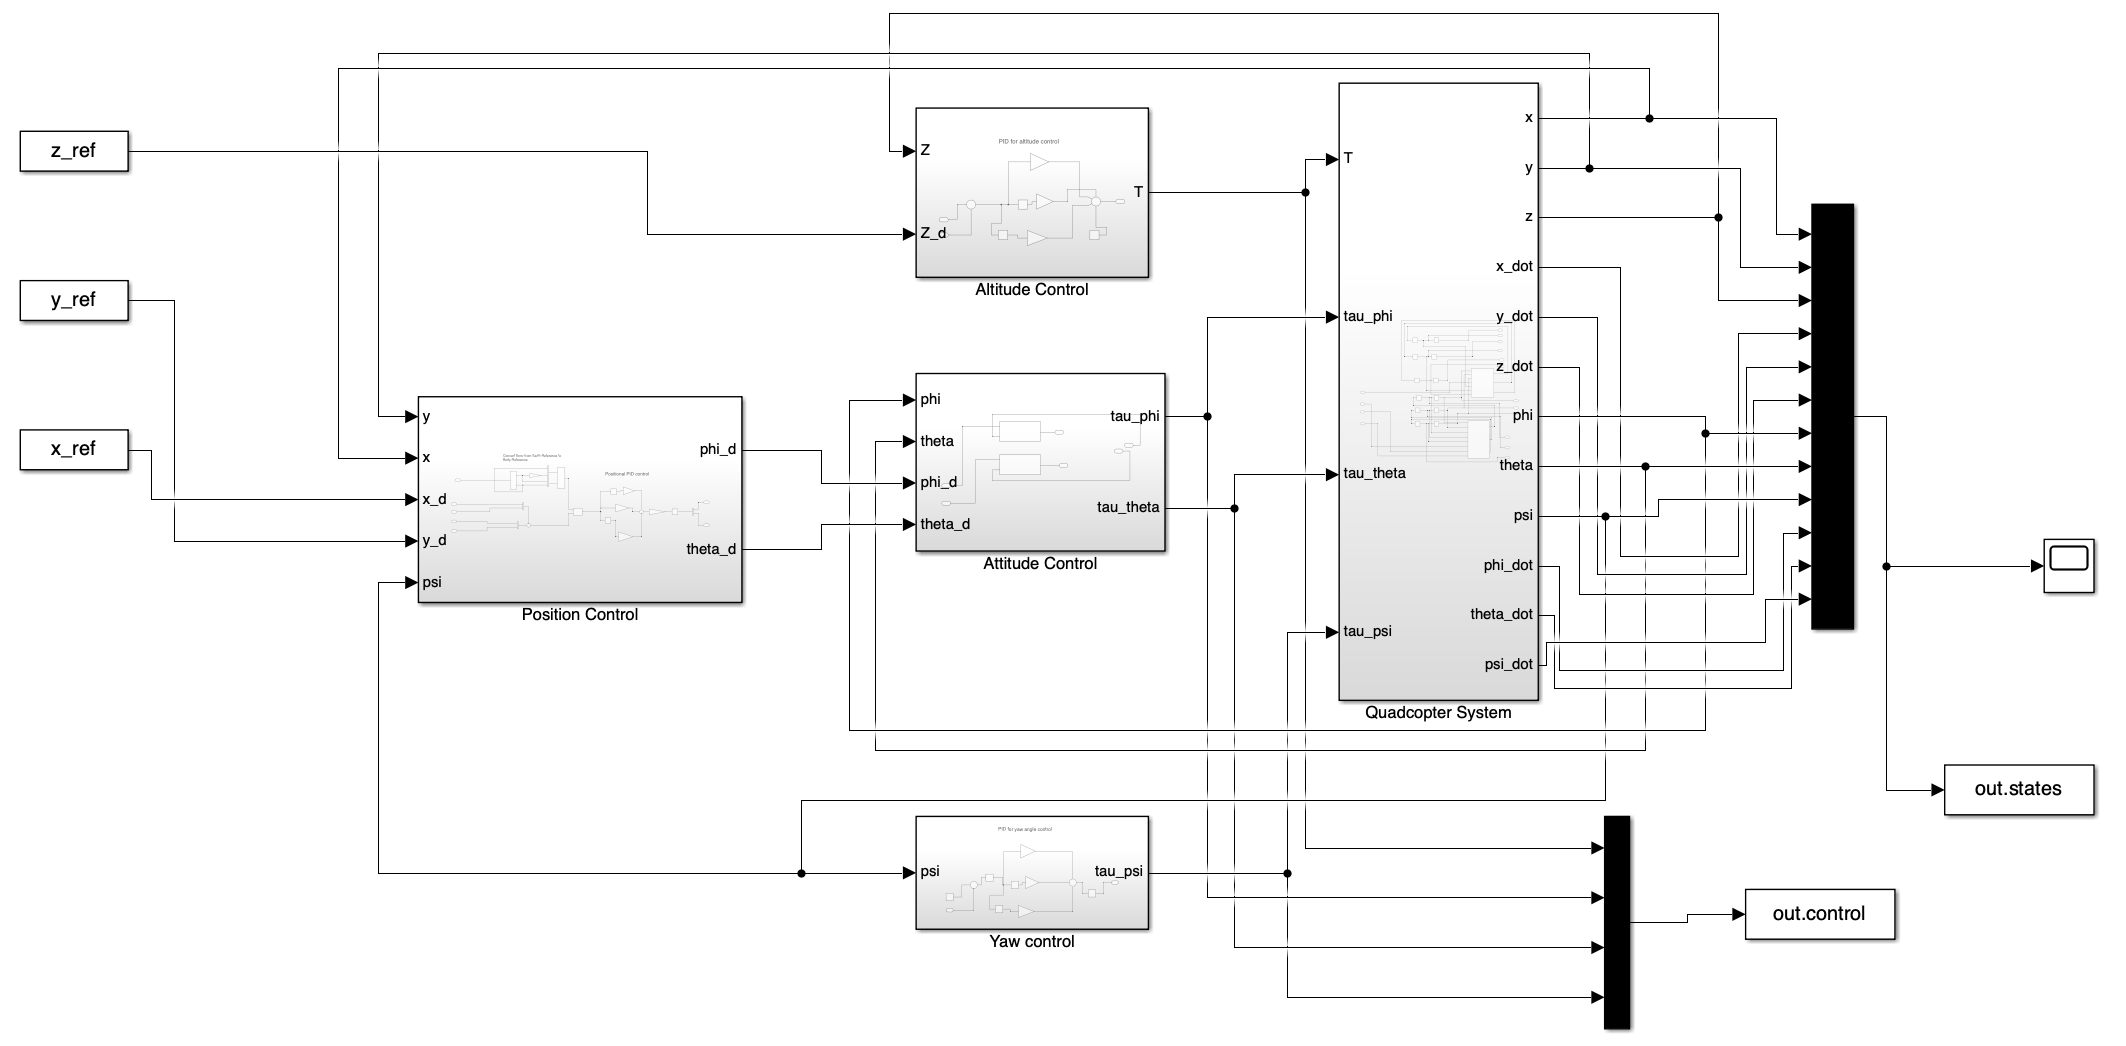 z_ref
y_ref
x_ref
y
x
x_d
y_d
psi
Convert Error from Earth Reference to
Body Reference
Positional PID control
phi_d
theta_d
Position Control
PID for altitude control
Z
Z_d
T
Altitude Control
phi
theta
phi_d
theta_d
tau_phi
tau_theta
Attitude Control
PID for yaw angle control
psi
tau_psi
Yaw control
T
tau_phi
tau_theta
tau_psi
x
y
z
x_dot
y_dot
z_dot
phi
theta
psi
phi_dot
theta_dot
psi_dot
Quadcopter System
out.states
out.control